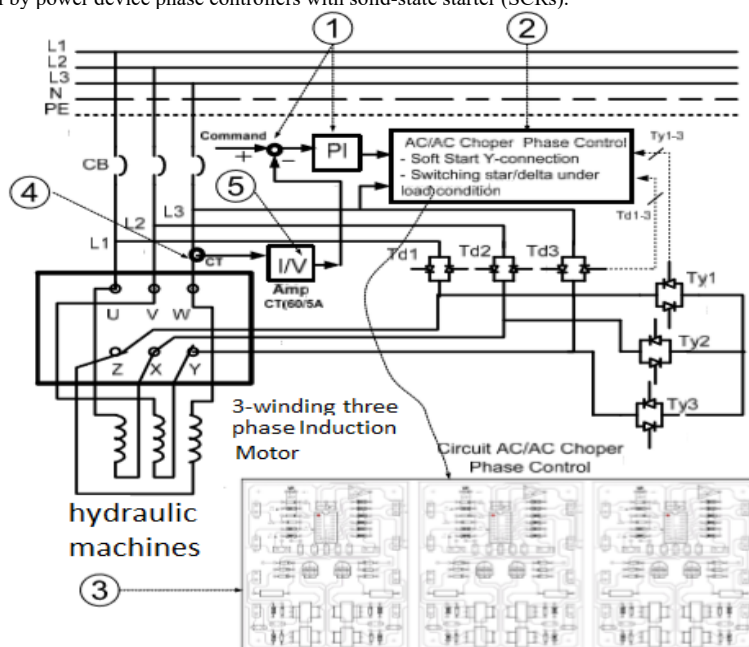 by power device phase controllers with solid-state starter (SCRs).
1
2
L1
L2
L3
N
PE
Command
+
-
PI
AC/AC Choper Phase Control
- Soft Start Y-connection
- Switching star/delta under
load condition
Ty1-3
Td1-3
CB
4
5
L3
L2
L1
CT
I/V
Amp
CT(60/5A
Td1
Td2
Td3
Ty1
Ty2
Ty3
U
V
W
Z
X
Y
3-winding three
phase Induction
Motor
Circuit AC/AC Choper
Phase Control
hydraulic
machines
3